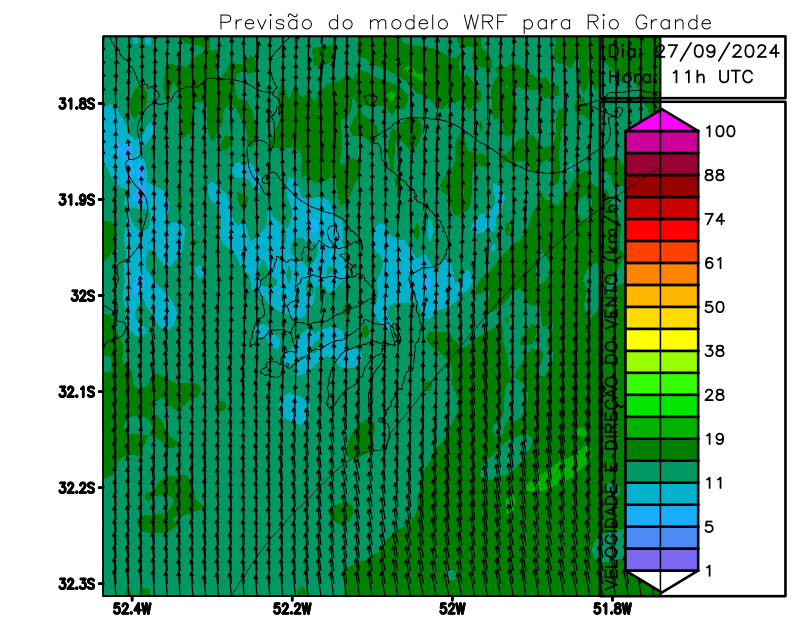 Previsão do modelo WRF para Rio Grande
Dia: 27/09/2024
Hora: 11h UTC
VELOCIDADE E DIREÇÃO DO VENTO (km/h)
100
88
74
61
50
38
28
19
11
5
1
31.8S
31.9S
32S
32.1S
32.2S
32.3S
52.4W
52.2W
52W
51.8W